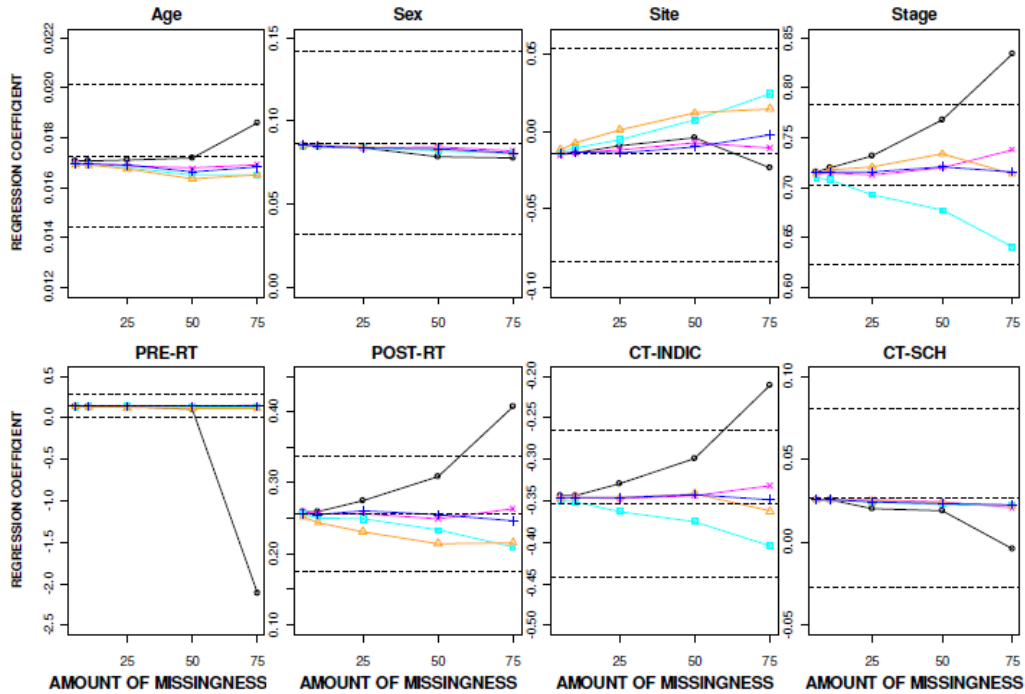 Age Sex Site Stage
REGRESSION COEFFICIENT
0.012 0.014 0.016 0.018 0.020 0.022
0.00 0.05 0.10 0.15
-0.10 -0.05 0.00 0.05
0.60 0.65 0.70 0.75 0.80 0.85
25 50 75 25 50 75 25 50 75 25 50 75
PRE-RT POST-RT CT-INDIC CT-SCH
REGRESSION COEFFICIENT
-2.5 -2.0 -1.5 -1.0 -0.5 0.0 0.5
0.10 0.20 0.30 0.40
-0.50 -0.45 -0.40 -0.35 -0.30 -0.25 -0.20
-0.05 0.00 0.05 0.10
25 50 75 25 50 75 25 50 75 25 50 75
AMOUNT OF MISSINGNESS AMOUNT OF MISSINGNESS AMOUNT OF MISSINGNESS AMOUNT OF MISSINGNESS